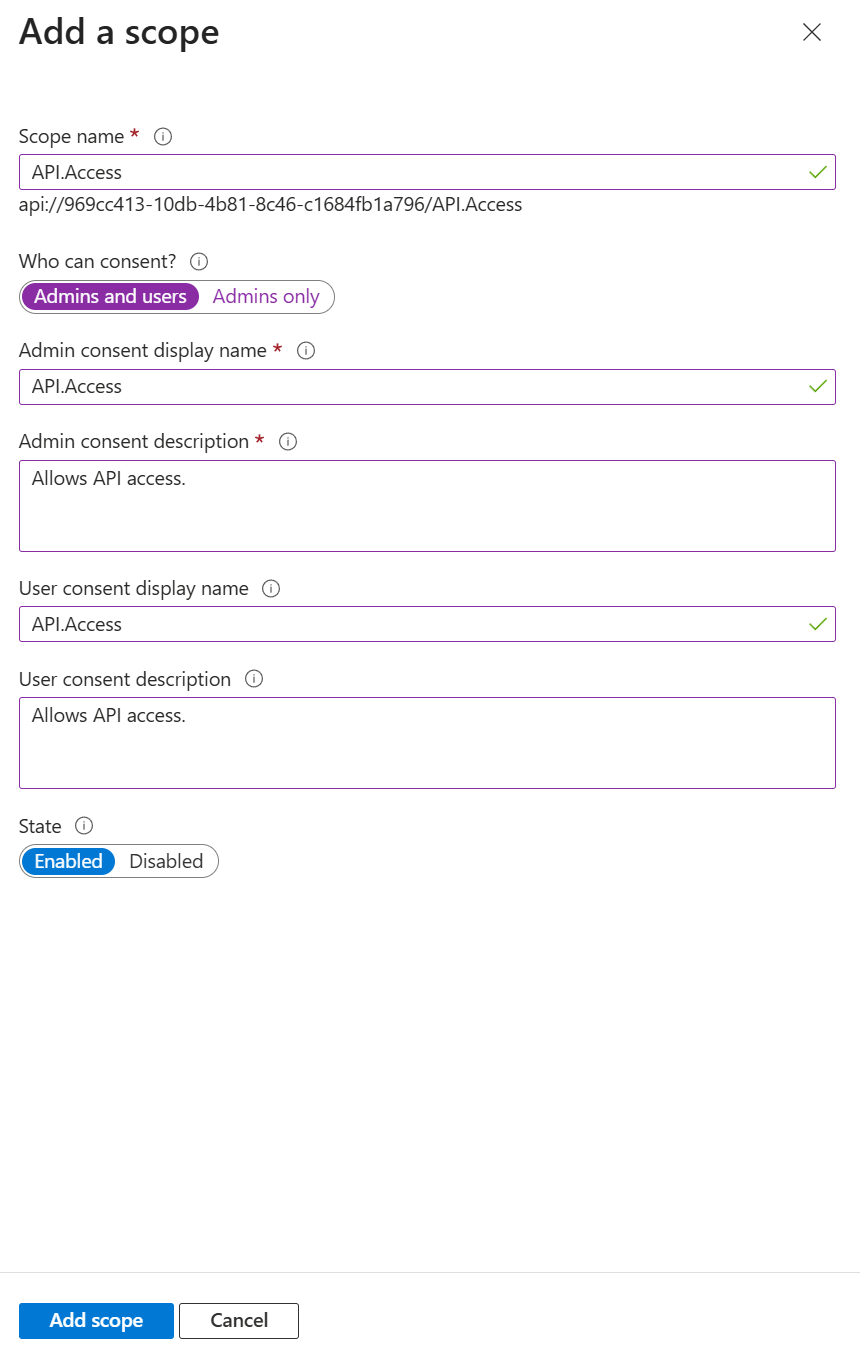 Add a scope
Scope name *
API.Access
api://969cc413-10db-4b81-8c46-c1684fb1a796/API.Access
Who can consent?
Admins and users Admins only
Admin consent display name *
API.Access
Admin consent description *
Allows API access.
User consent display name
API.Access
User consent description
Allows API access.
State
Enabled Disabled
Add scope Cancel